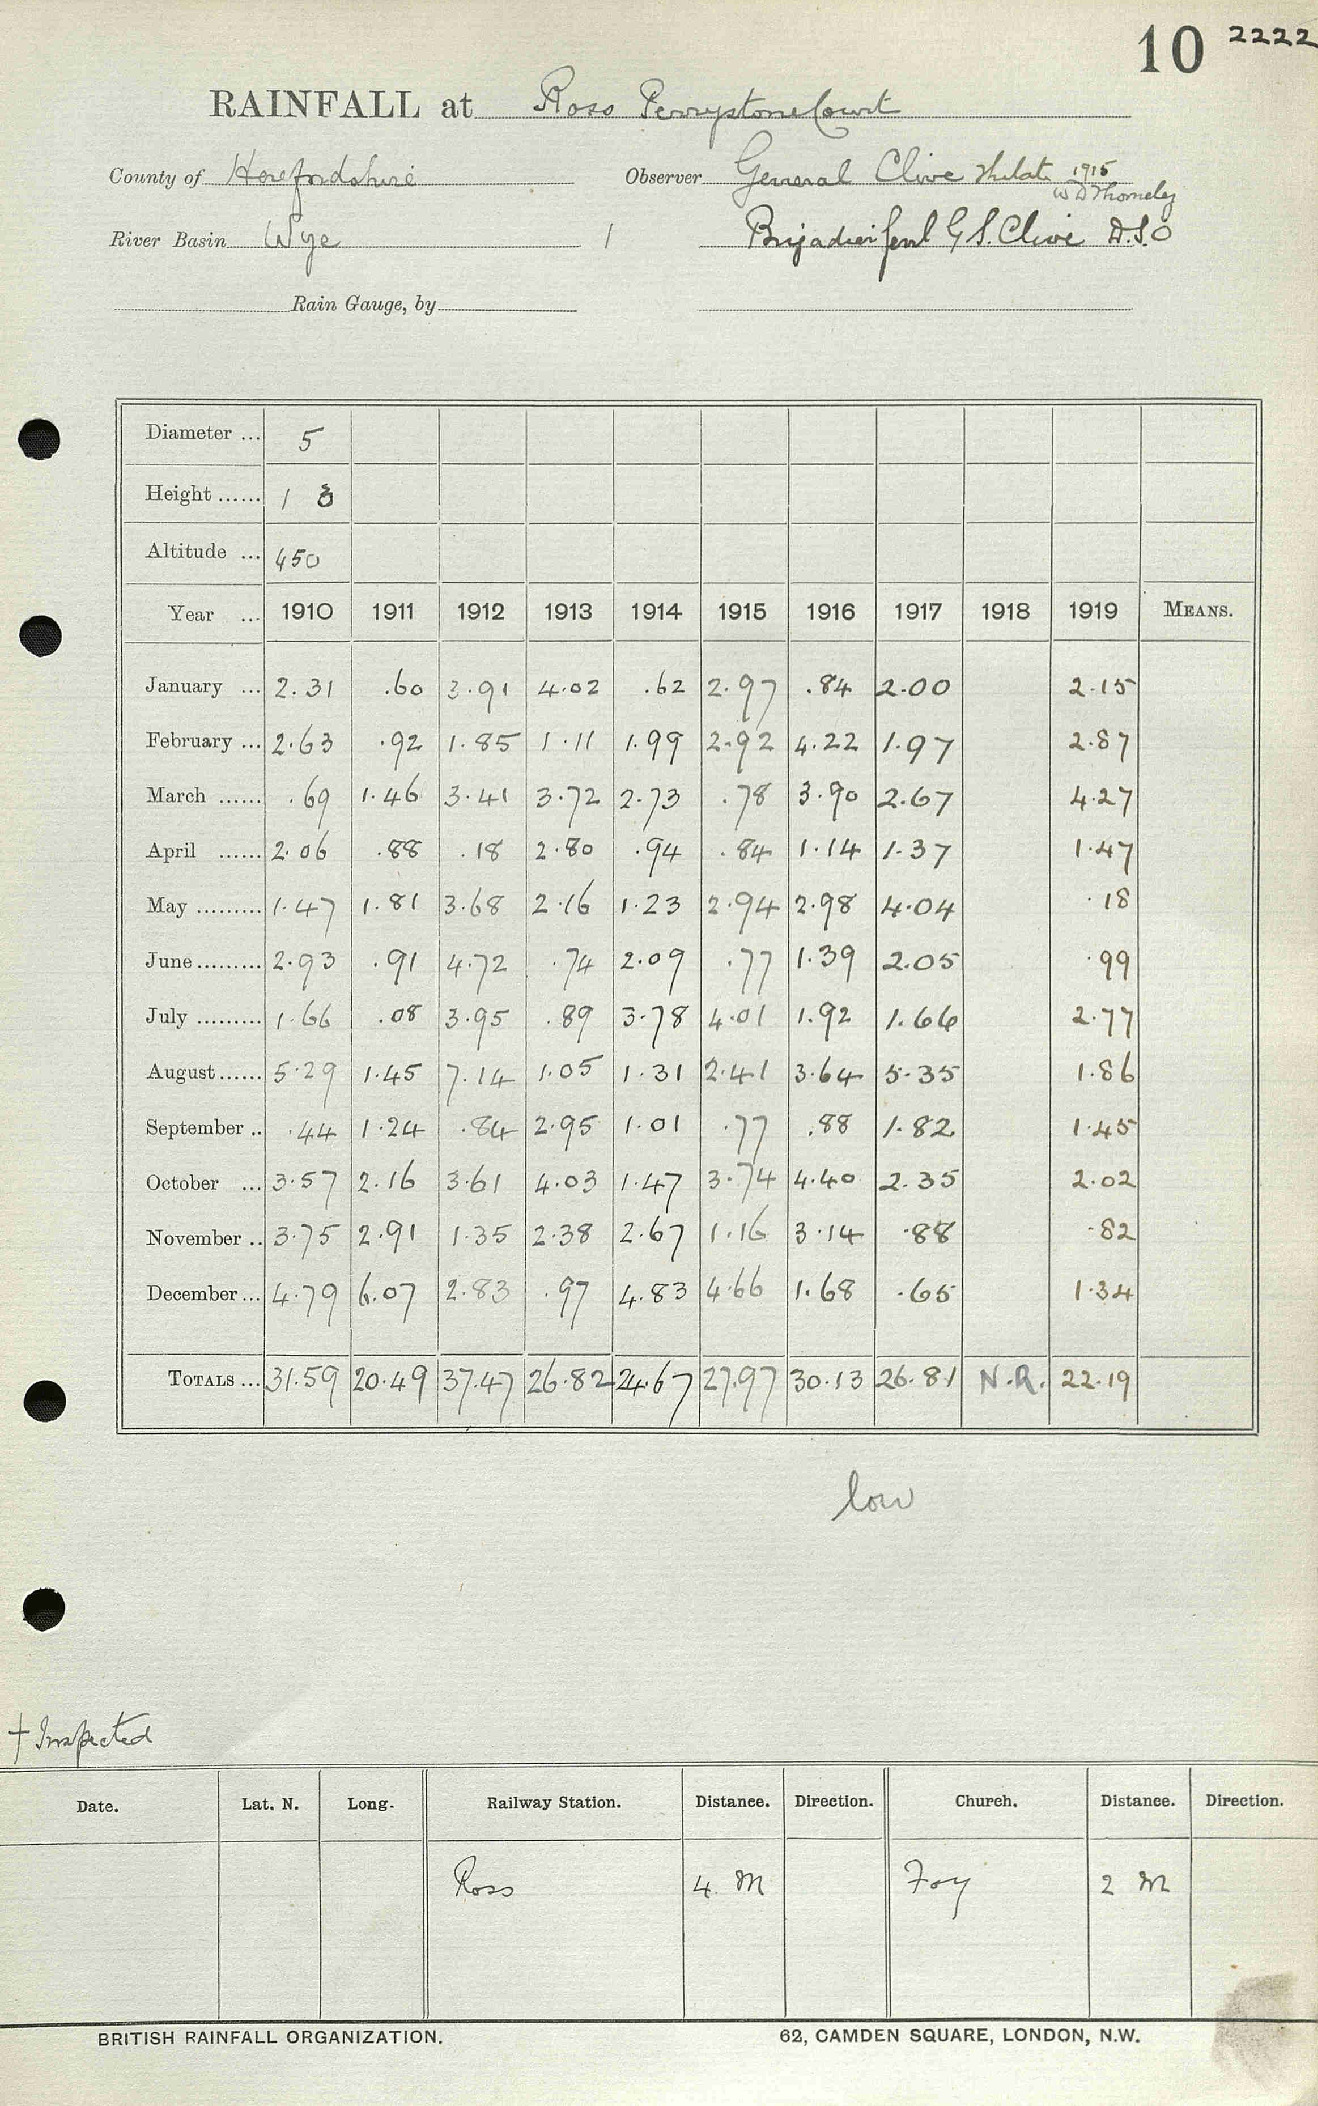 10 2222
RAINFALL at Ross Perrystone Court
County of Herefordshire Observer General Clive 1915
W D Thomeley
River Basin Wye 1 Brigadier Genl G S. Clive D.S.O
Rain Gauge, by
Diameter ... 5
Height ...... 1 3
Altitude ... 450
Year ... 1910 1911 1912 1913 1914 1915 1916 1917 1918 1919 MEANS.
January ... 2.31 .60 3.91 4.02 .62 2.97 .84 2.00 2.15
February ... 2.63 .92 1.85 1.11 1.99 2.92 4.22 1.97 2.87
March ...... .69 1.46 3.41 3.72 2.73 .78 3.90 2.67 4.27
April ...... 2.06 .88 .18 2.80 .94 .84 1.14 1.37 1.47
May ......... 1.47 1.81 3.68 2.16 1.23 2.94 2.98 4.04 .18
June ......... 2.93 .91 4.72 .74 2.09 .77 1.39 2.05 .99
July ......... 1.66 .08 3.95 .89 3.78 4.01 1.92 1.66 2.77
August ...... 5.29 1.45 7.14 1.05 1.31 2.41 3.64 5.35 1.86
September .. .44 1.24 .84 2.95 1.01 .77 .88 1.82 1.45
October ... 3.57 2.16 3.61 4.03 1.47 3.74 4.40 2.35 2.02
November .. 3.75 2.91 1.35 2.38 2.67 1.16 3.14 .88 .82
December ... 4.79 6.07 2.83 .97 4.83 4.66 1.68 .65 1.34
TOTALS ... 31.59 20.49 37.47 26.82 24.67 27.97 30.13 26.81 N.R. 22.19
low
† Inspected
Date. Lat. N. Long. Railway Station. Distance. Direction. Church. Distance. Direction.
Ross 4 M Foy 2 M
BRITISH RAINFALL ORGANIZATION. 62, CAMDEN SQUARE, LONDON, N.W.